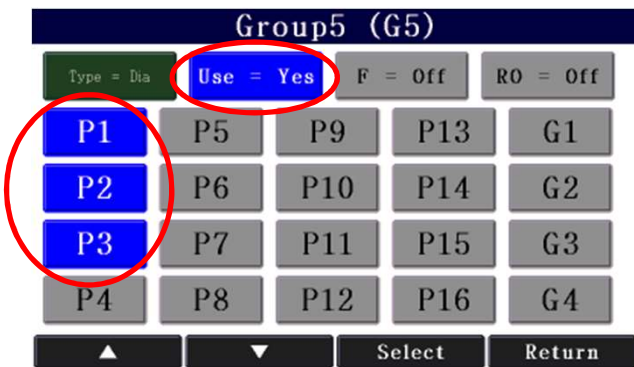 Group5 (G5)
Type = Dia Use = Yes F = Off RO = Off
P1 P5 P9 P13 G1
P2 P6 P10 P14 G2
P3 P7 P11 P15 G3
P4 P8 P12 P16 G4
▲ ▼ Select Return